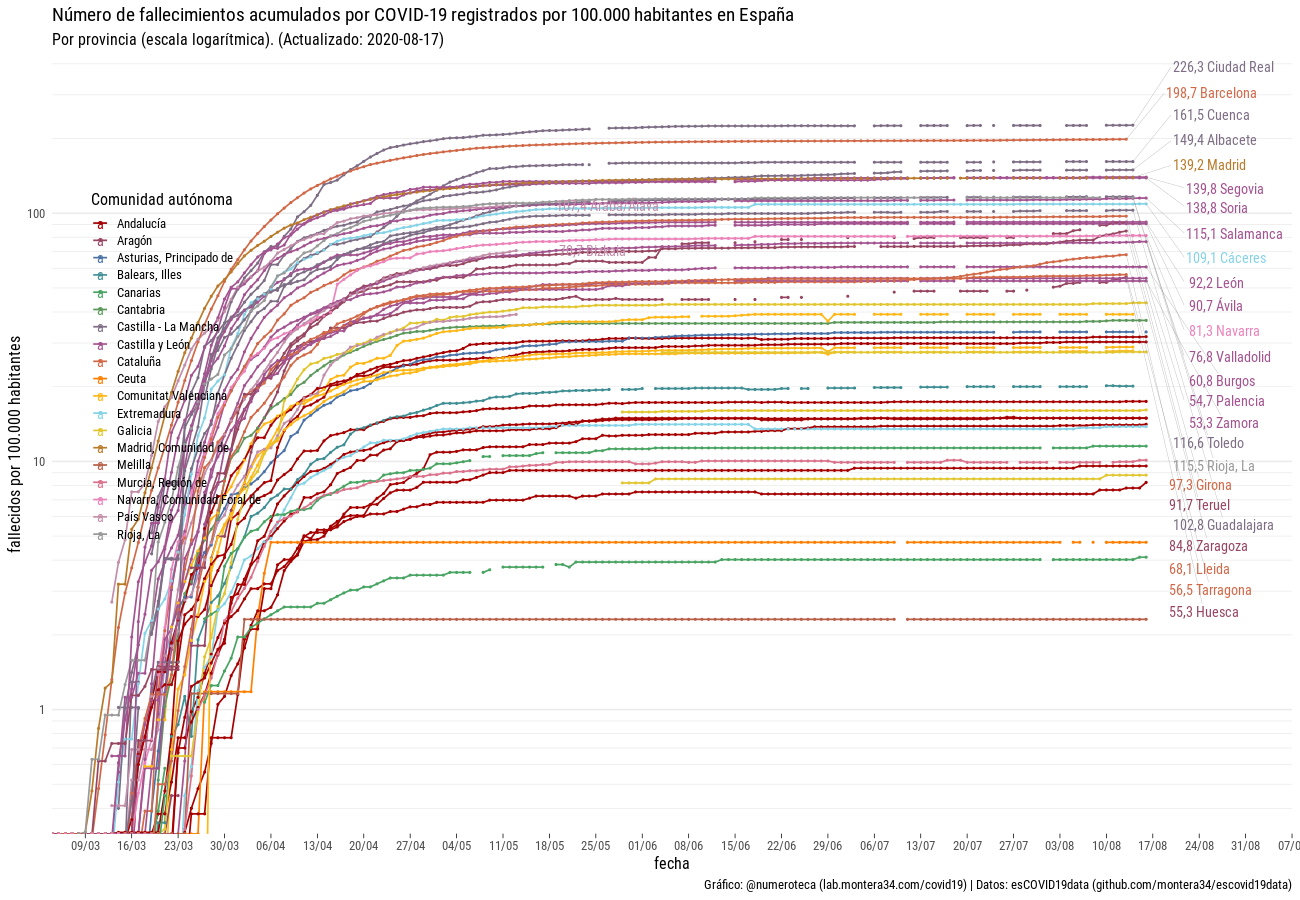 Número de fallecimientos acumulados por COVID-19 registrados por 100.000 habitantes en España
Por provincia (escala logarítmica). (Actualizado: 2020-08-17)
226,3 Ciudad Real
198,7 Barcelona
161,5 Cuenca
149,4 Albacete
139,2 Madrid
139,8 Segovia
138,8 Soria
115,1 Salamanca
109,1 Cáceres
92,2 León
90,7 Ávila
81,3 Navarra
76,8 Valladolid
60,8 Burgos
54,7 Palencia
53,3 Zamora
116,6 Toledo
115,5 Rioja, La
97,3 Girona
91,7 Teruel
102,8 Guadalajara
84,8 Zaragoza
68,1 Lleida
56,5 Tarragona
55,3 Huesca
Comunidad autónoma
Andalucía
Aragón
Asturias, Principado de
Balears, Illes
Canarias
Cantabria
Castilla - La Mancha
Castilla y León
Cataluña
Ceuta
Comunitat Valenciana
Extremadura
Galicia
Madrid, Comunidad de
Melilla
Murcia, Región de
Navarra, Comunidad Foral de
País Vasco
Rioja, La
100
10
1
fallecidos por 100.000 habitantes
09/03 16/03 23/03 30/03 06/04 13/04 20/04 27/04 04/05 11/05 18/05 25/05 01/06 08/06 15/06 22/06 29/06 06/07 13/07 20/07 27/07 03/08 10/08 17/08 24/08 31/08 07/0
fecha
Gráfico: @numeroteca (lab.montera34.com/covid19) | Datos: esCOVID19data (github.com/montera34/escovid19data)